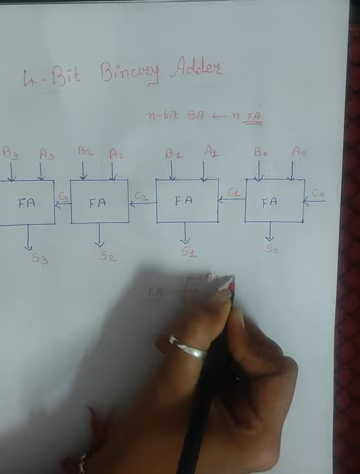 4-Bit Binary Adder
n-bit BA ← n FA
B3 A3 B2 A2 B1 A1 B0 A0
FA C3 FA C2 FA C1 FA C0
S3 S2 S1 S0
FA